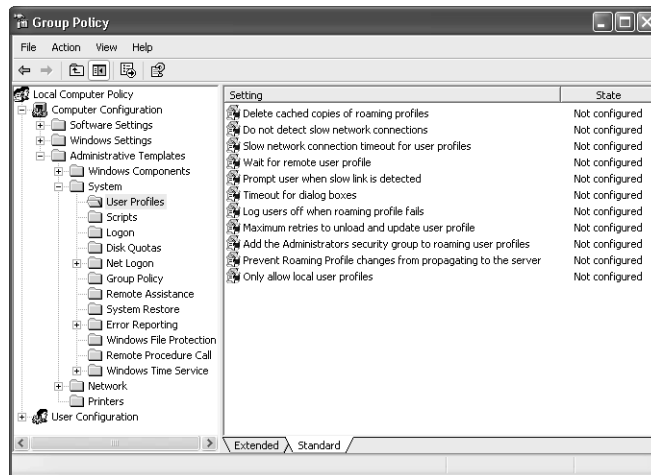 Group Policy
File Action View Help
Local Computer Policy
Computer Configuration
Software Settings
Windows Settings
Administrative Templates
Windows Components
System
User Profiles
Scripts
Logon
Disk Quotas
Net Logon
Group Policy
Remote Assistance
System Restore
Error Reporting
Windows File Protection
Remote Procedure Call
Windows Time Service
Network
Printers
User Configuration
Setting State
Delete cached copies of roaming profiles Not configured
Do not detect slow network connections Not configured
Slow network connection timeout for user profiles Not configured
Wait for remote user profile Not configured
Prompt user when slow link is detected Not configured
Timeout for dialog boxes Not configured
Log users off when roaming profile fails Not configured
Maximum retries to unload and update user profile Not configured
Add the Administrators security group to roaming user profiles Not configured
Prevent Roaming Profile changes from propagating to the server Not configured
Only allow local user profiles Not configured
Extended Standard